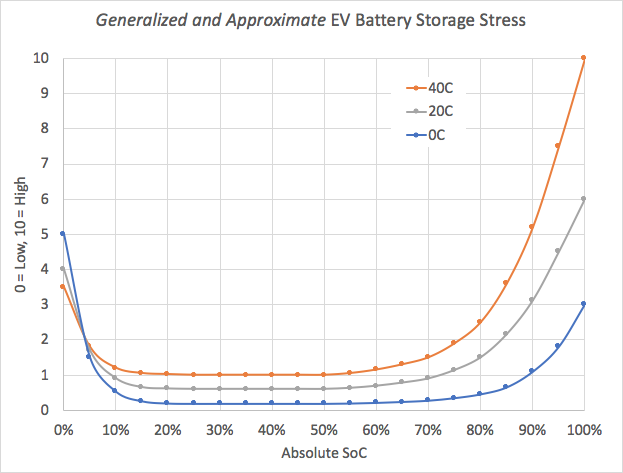 Generalized and Approximate EV Battery Storage Stress
10
9
8
7
6
5
4
3
2
1
0
0 = Low, 10 = High
40C
20C
0C
0% 10% 20% 30% 40% 50% 60% 70% 80% 90% 100%
Absolute SoC